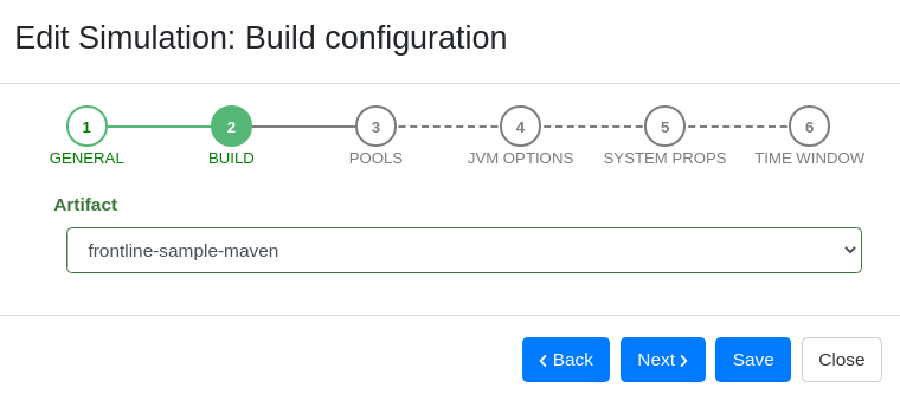 Edit Simulation: Build configuration
1 2 3 4 5 6
GENERAL BUILD POOLS JVM OPTIONS SYSTEM PROPS TIME WINDOW
Artifact
frontline-sample-maven
Back Next Save Close